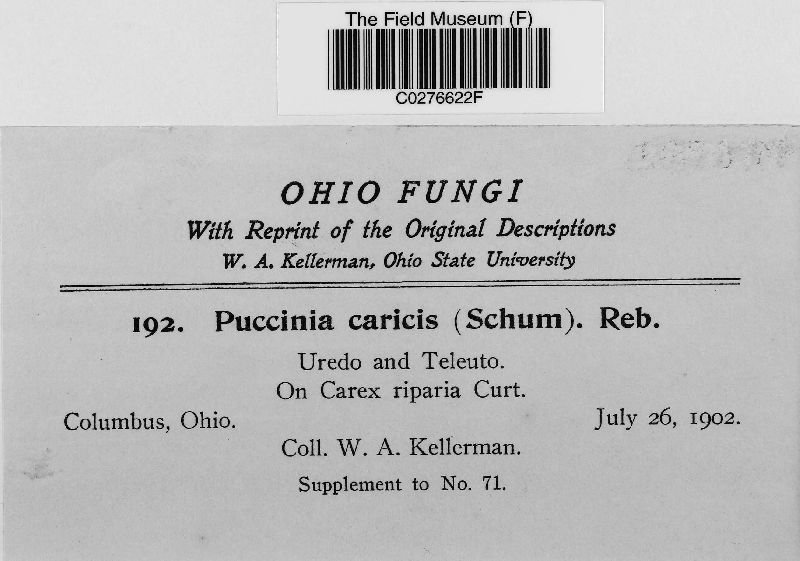 The Field Museum (F)
C0276622F
OHIO FUNGI
With Reprint of the Original Descriptions
W. A. Kellerman, Ohio State University
192. Puccinia caricis (Schum). Reb.
Uredo and Teleuto.
On Carex riparia Curt.
Columbus, Ohio. July 26, 1902.
Coll. W. A. Kellerman.
Supplement to No. 71.